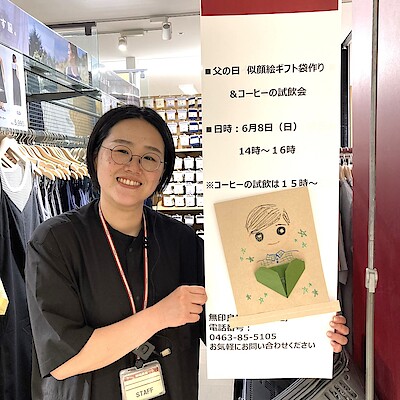 ■父の日 似顔絵ギフト袋作り
&コーヒーの試飲会
■日時：6月8日（日）
14時～16時
※コーヒーの試飲は１５時～
無印良
電話番号：
0463-85-5105
お気軽にお問い合わせください
STAFF